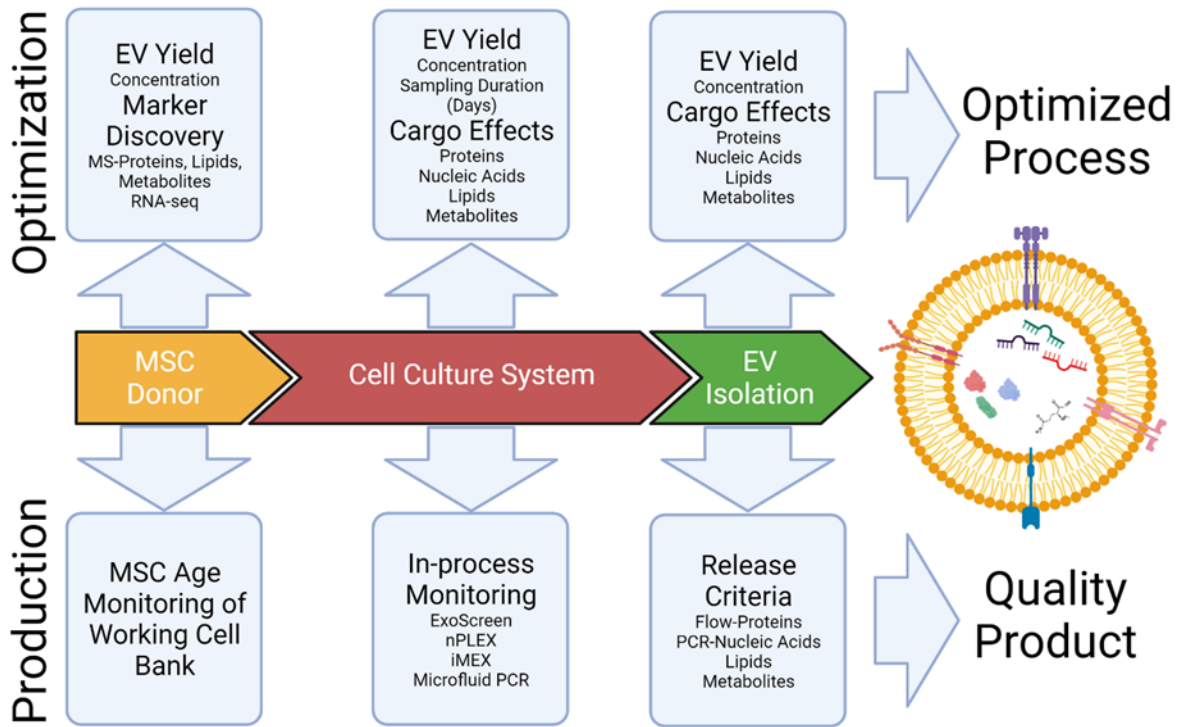 Optimization
EV Yield
Concentration
Marker
Discovery
MS-Proteins, Lipids,
Metabolites
RNA-seq
EV Yield
Concentration
Sampling Duration
(Days)
Cargo Effects
Proteins
Nucleic Acids
Lipids
Metabolites
EV Yield
Concentration
Cargo Effects
Proteins
Nucleic Acids
Lipids
Metabolites
Optimized
Process
MSC
Donor
Cell Culture System
EV
Isolation
Production
MSC Age
Monitoring of
Working Cell
Bank
In-process
Monitoring
ExoScreen
nPLEX
iMEX
Microfluid PCR
Release
Criteria
Flow-Proteins
PCR-Nucleic Acids
Lipids
Metabolites
Quality
Product